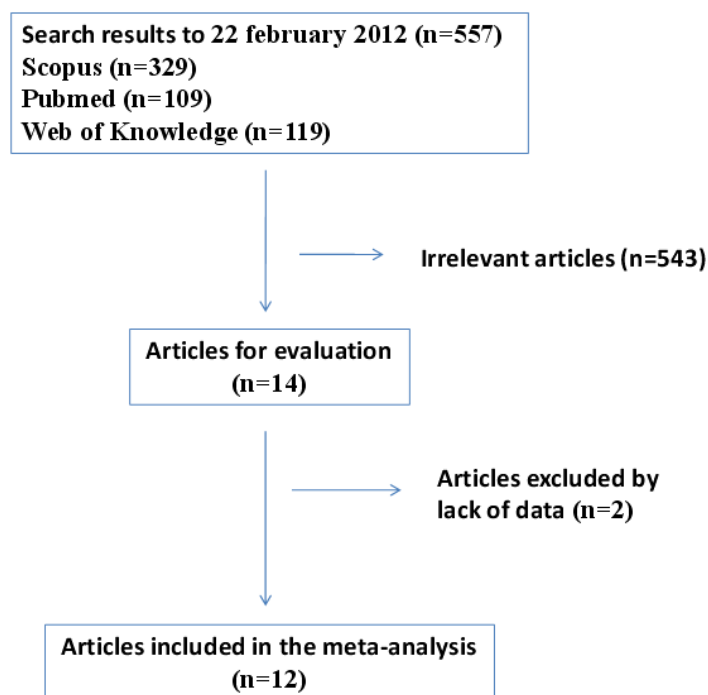 Search results to 22 february 2012 (n=557)
Scopus (n=329)
Pubmed (n=109)
Web of Knowledge (n=119)
Irrelevant articles (n=543)
Articles for evaluation
(n=14)
Articles excluded by
lack of data (n=2)
Articles included in the meta-analysis
(n=12)